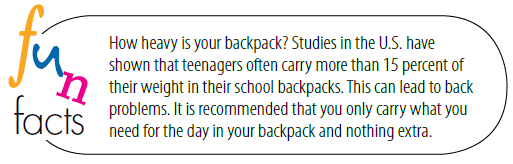 fun
facts
How heavy is your backpack? Studies in the U.S. have
shown that teenagers often carry more than 15 percent of
their weight in their school backpacks. This can lead to back
problems. It is recommended that you only carry what you
need for the day in your backpack and nothing extra.